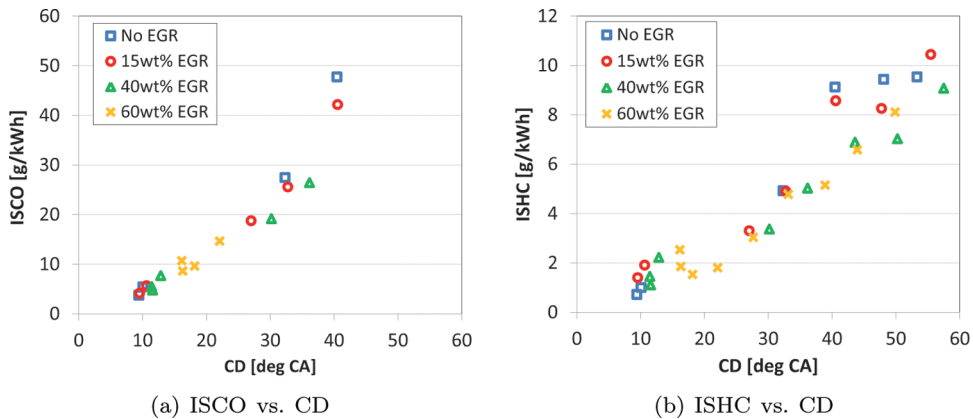 60
50
40
30
20
10
0
ISCO [g/kWh]
No EGR
15wt% EGR
40wt% EGR
60wt% EGR
0 10 20 30 40 50 60
CD [deg CA]
(a) ISCO vs. CD
12
10
8
6
4
2
0
ISHC [g/kWh]
No EGR
15wt% EGR
40wt% EGR
60wt% EGR
0 10 20 30 40 50 60
CD [deg CA]
(b) ISHC vs. CD